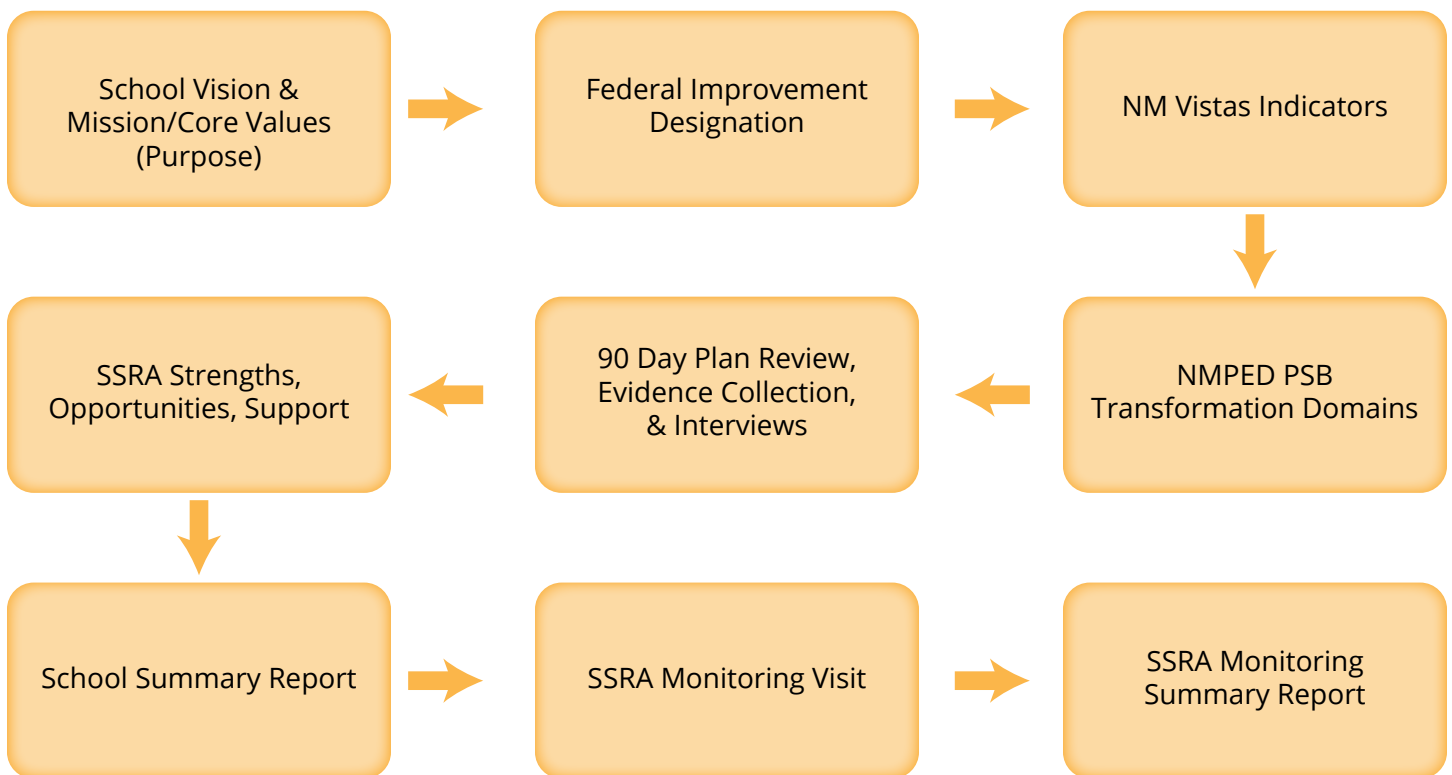 School Vision &
Mission/Core Values
(Purpose)
Federal Improvement
Designation
NM Vistas Indicators
NMPED PSB
Transformation Domains
90 Day Plan Review,
Evidence Collection,
& Interviews
SSRA Strengths,
Opportunities, Support
School Summary Report
SSRA Monitoring Visit
SSRA Monitoring
Summary Report